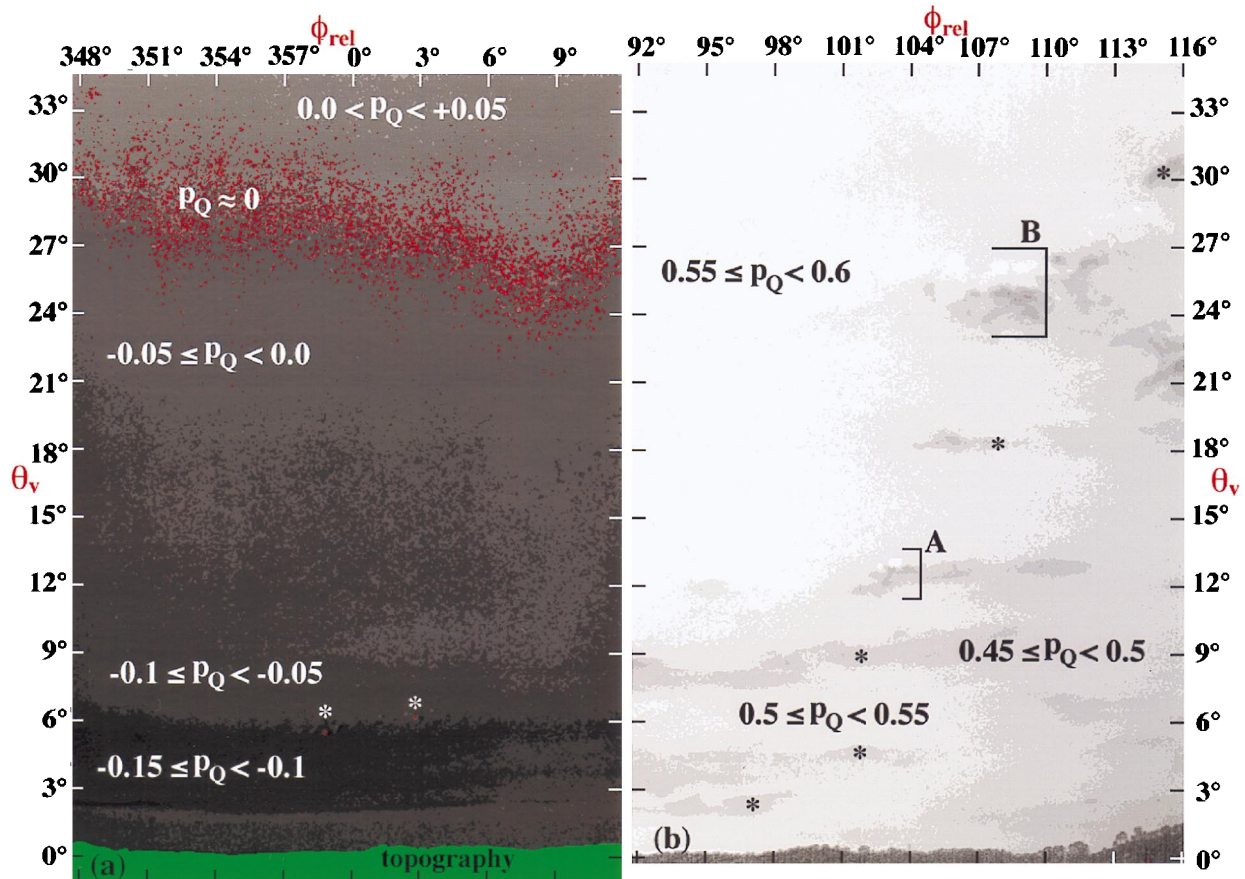 ϕrel
348° 351° 354° 357° 0° 3° 6° 9°
33°
30°
27°
24°
21°
18°
θv
15°
12°
9°
6°
3°
0°
0.0 < pQ < +0.05
pQ ≈ 0
-0.05 ≤ pQ < 0.0
-0.1 ≤ pQ < -0.05
*
*
-0.15 ≤ pQ < -0.1
(a)
topography
ϕrel
92° 95° 98° 101° 104° 107° 110° 113° 116°
*
B
0.55 ≤ pQ < 0.6
*
A
0.45 ≤ pQ < 0.5
*
0.5 ≤ pQ < 0.55
*
*
(b)
33°
30°
27°
24°
21°
18°
θv
15°
12°
9°
6°
3°
0°